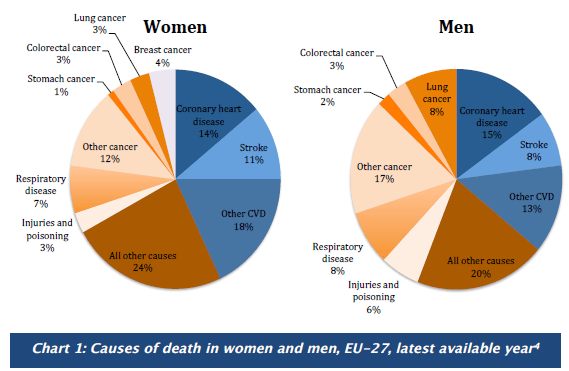 Women
Lung cancer
3%
Colorectal cancer
3%
Breast cancer
4%
Stomach cancer
1%
Coronary heart
disease
14%
Stroke
11%
Other cancer
12%
Respiratory
disease
7%
Other CVD
18%
Injuries and
poisoning
3%
All other causes
24%
Men
Colorectal cancer
3%
Stomach cancer
2%
Lung
cancer
8%
Coronary heart
disease
15%
Stroke
8%
Other cancer
17%
Other CVD
13%
Respiratory
disease
8%
Injuries and
poisoning
6%
All other causes
20%
Chart 1: Causes of death in women and men, EU-27, latest available year⁴